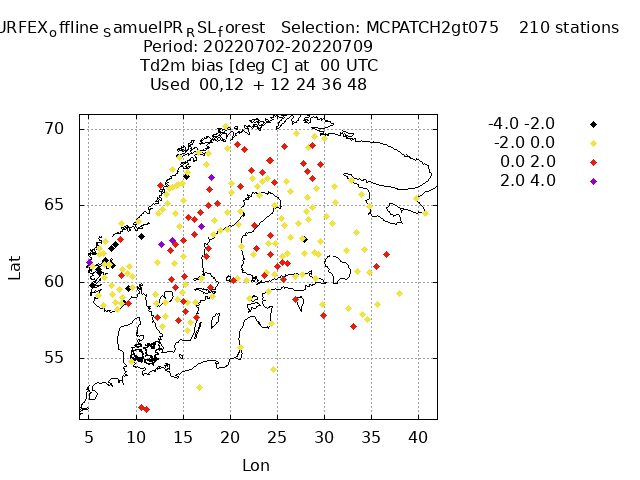 URFEXoffline SamuelPRRSLforest Selection: MCPATCH2gt075 210 stations
Period: 20220702-20220709
Td2m bias [deg C] at 00 UTC
Used 00,12 + 12 24 36 48
-4.0 -2.0
-2.0 0.0
0.0 2.0
2.0 4.0
70
65
60
55
Lat
5 10 15 20 25 30 35 40
Lon